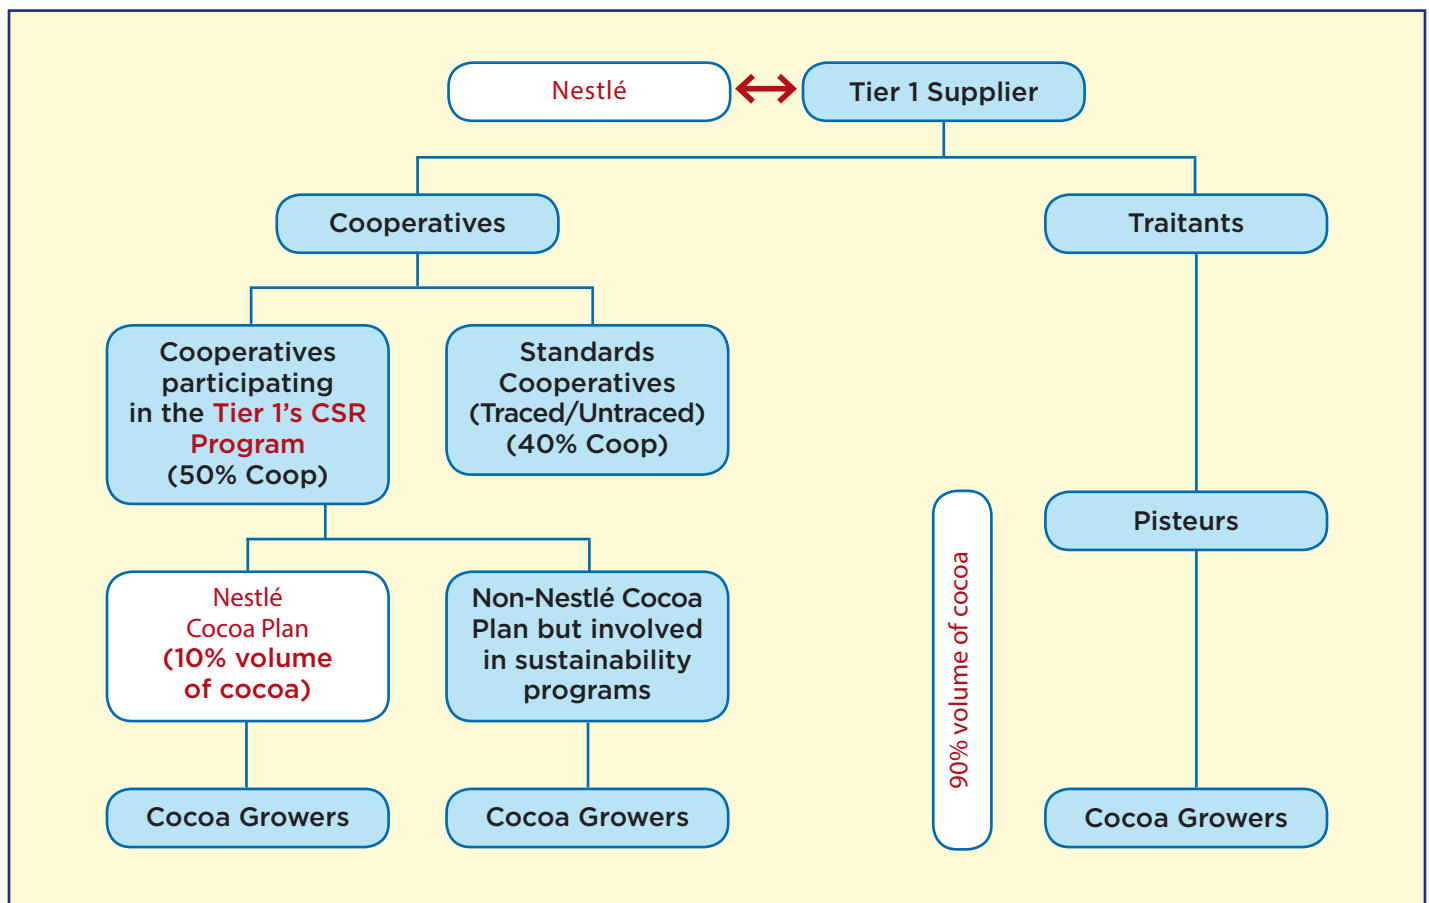 Nestlé
Tier 1 Supplier
Cooperatives
Traitants
Cooperatives
participating
in the Tier 1’s CSR
Program
(50% Coop)
Standards
Cooperatives
(Traced/Untraced)
(40% Coop)
Pisteurs
90% volume of cocoa
Nestlé
Cocoa Plan
(10% volume
of cocoa)
Non-Nestlé Cocoa
Plan but involved
in sustainability
programs
Cocoa Growers
Cocoa Growers
Cocoa Growers